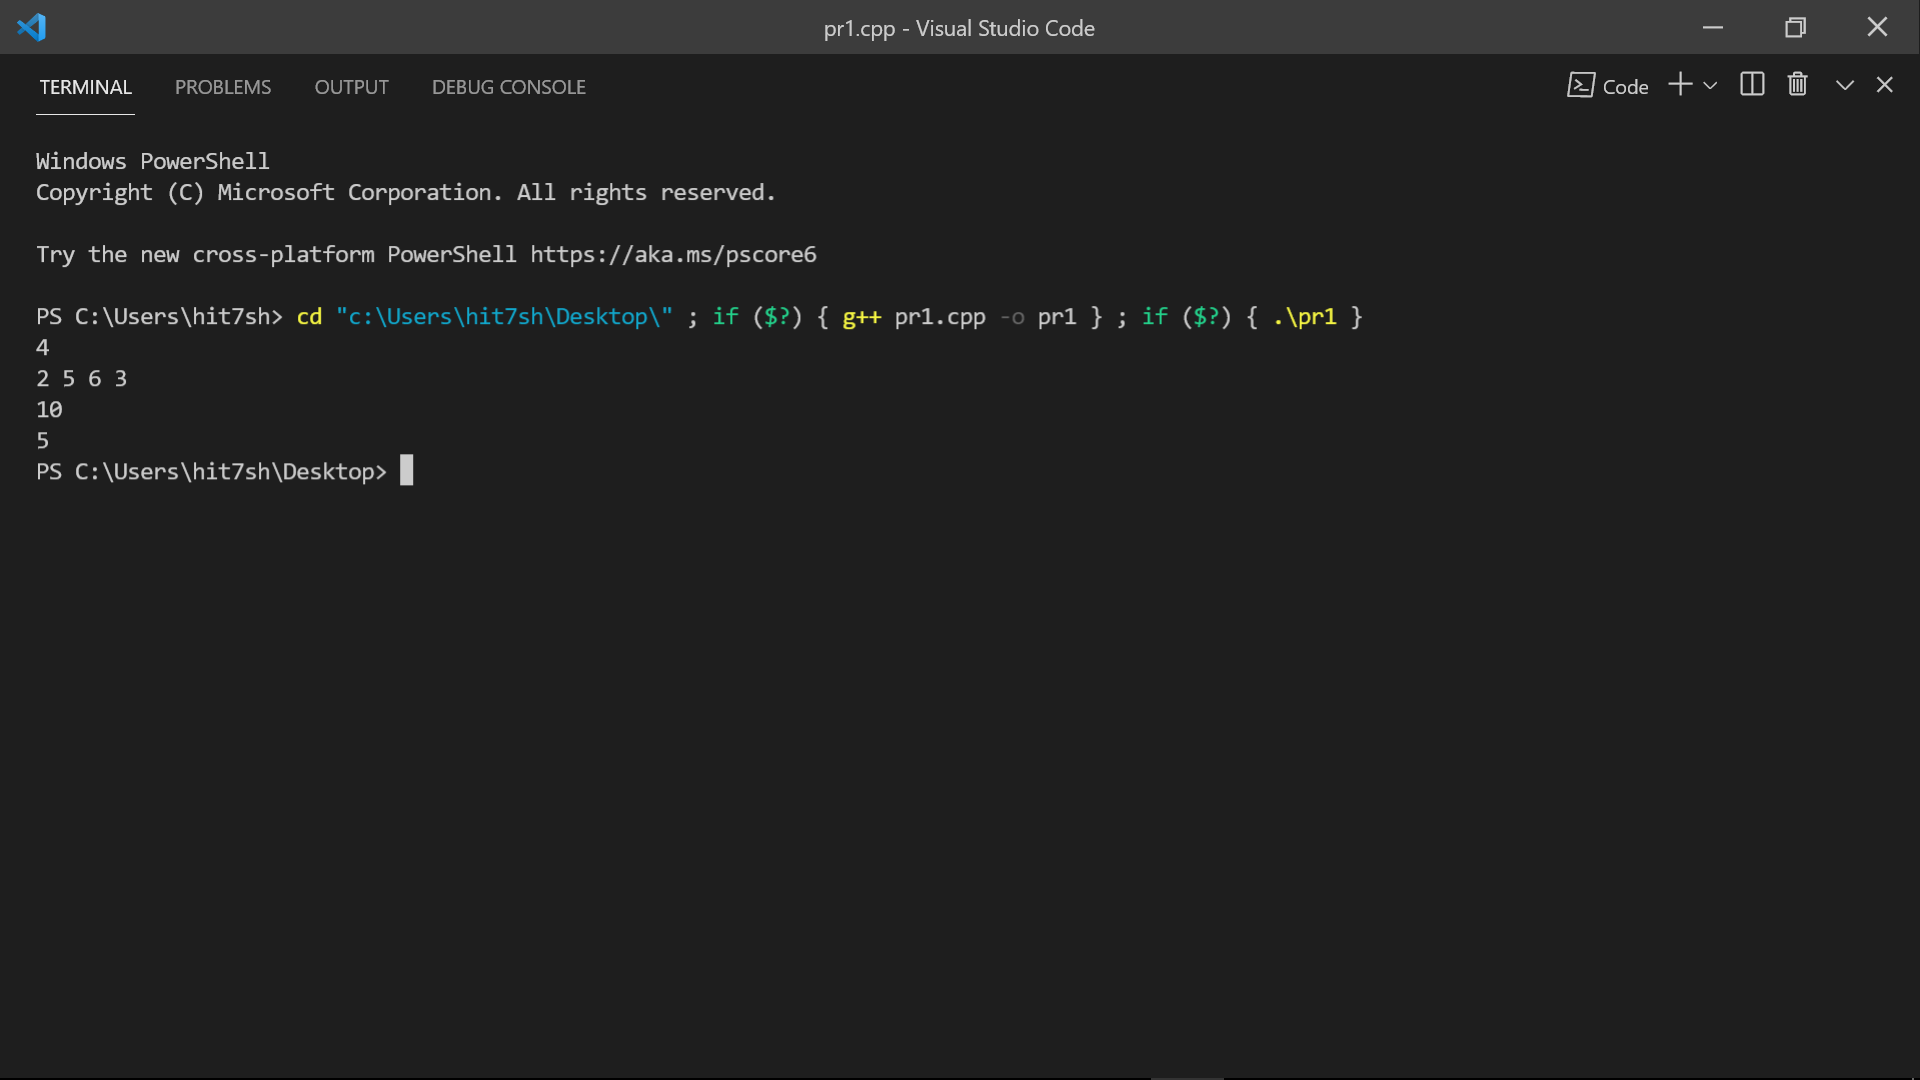 pr1.cpp - Visual Studio Code
TERMINAL PROBLEMS OUTPUT DEBUG CONSOLE Code
Windows PowerShell
Copyright (C) Microsoft Corporation. All rights reserved.
Try the new cross-platform PowerShell https://aka.ms/pscore6
PS C:\Users\hit7sh> cd "c:\Users\hit7sh\Desktop\" ; if ($?) { g++ pr1.cpp -o pr1 } ; if ($?) { .\pr1 }
4
2 5 6 3
10
5
PS C:\Users\hit7sh\Desktop>